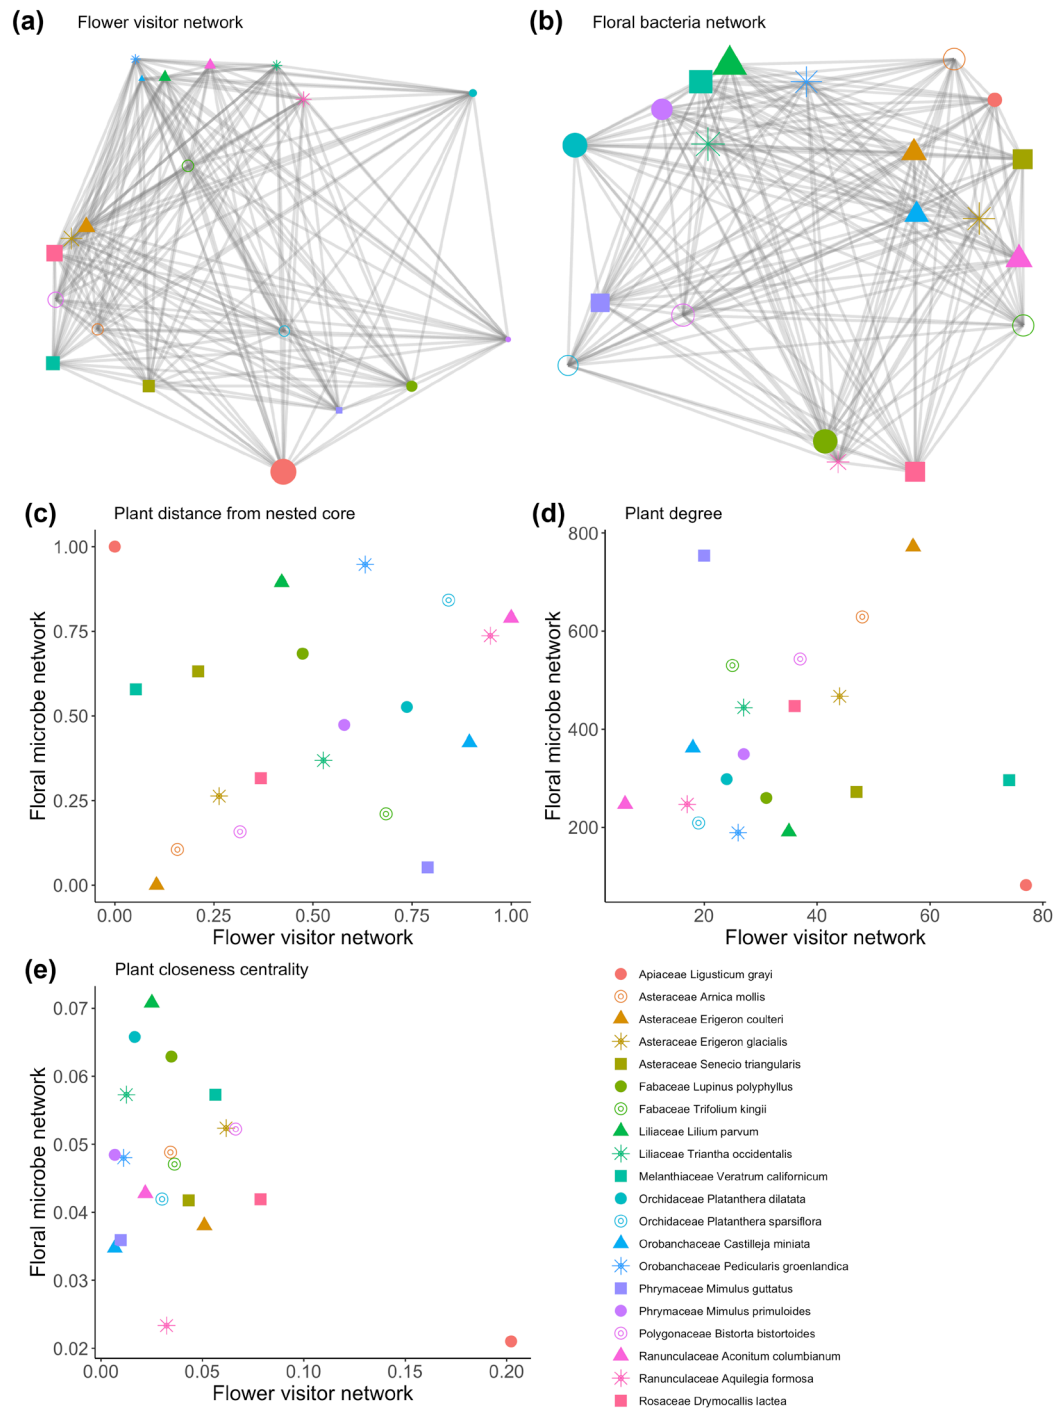 (a) Flower visitor network
(b) Floral bacteria network
(c) Plant distance from nested core
Floral microbe network
1.00
0.75
0.50
0.25
0.00
0.00 0.25 0.50 0.75 1.00
Flower visitor network
(d) Plant degree
Floral microbe network
800
600
400
200
20 40 60 80
Flower visitor network
(e) Plant closeness centrality
Floral microbe network
0.07
0.06
0.05
0.04
0.03
0.02
0.00 0.05 0.10 0.15 0.20
Flower visitor network
Apiaceae Ligusticum grayi
Asteraceae Arnica mollis
Asteraceae Erigeron coulteri
Asteraceae Erigeron glacialis
Asteraceae Senecio triangularis
Fabaceae Lupinus polyphyllus
Fabaceae Trifolium kingii
Liliaceae Lilium parvum
Liliaceae Triantha occidentalis
Melanthiaceae Veratrum californicum
Orchidaceae Platanthera dilatata
Orchidaceae Platanthera sparsiflora
Orobanchaceae Castilleja miniata
Orobanchaceae Pedicularis groenlandica
Phrymaceae Mimulus guttatus
Phrymaceae Mimulus primuloides
Polygonaceae Bistorta bistortoides
Ranunculaceae Aconitum columbianum
Ranunculaceae Aquilegia formosa
Rosaceae Drymocallis lactea